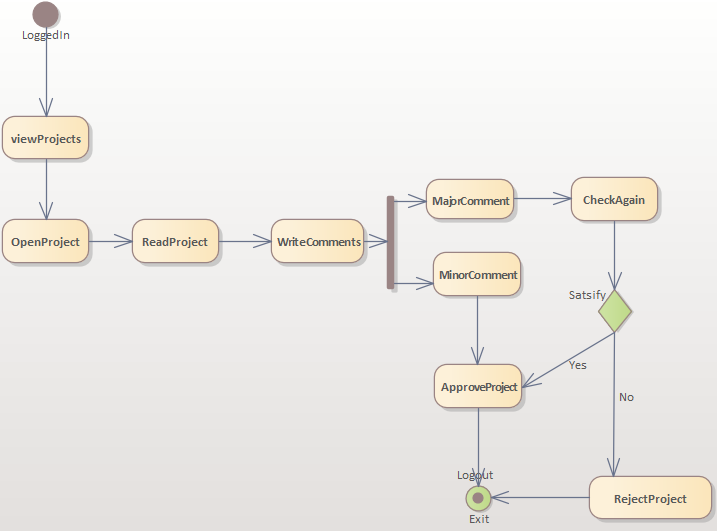 LoggedIn
viewProjects
OpenProject
ReadProject
WriteComments
MajorComment
CheckAgain
MinorComment
Satsify
Yes
ApproveProject
No
Logout
RejectProject
Exit